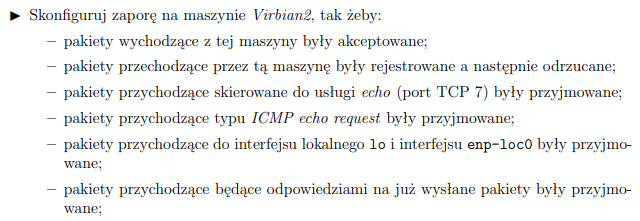 ► Skonfiguruj zaporę na maszynie Virbian2, tak żeby:
– pakiety wychodzące z tej maszyny były akceptowane;
– pakiety przechodzące przez tą maszynę były rejestrowane a następnie odrzucane;
– pakiety przychodzące skierowane do usługi echo (port TCP 7) były przyjmowane;
– pakiety przychodzące typu ICMP echo request były przyjmowane;
– pakiety przychodzące do interfejsu lokalnego lo i interfejsu enp-loc0 były przyjmo-
wane;
– pakiety przychodzące będące odpowiedziami na już wysłane pakiety były przyjmo-
wane;